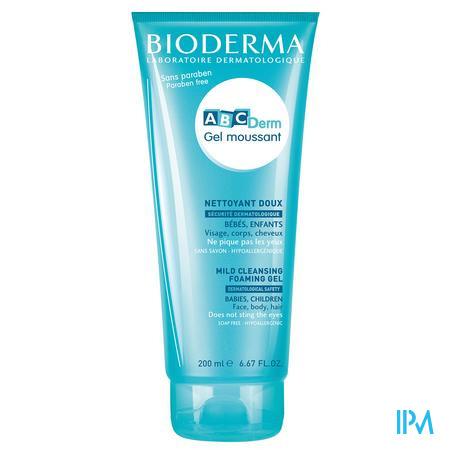 BIODERMA
LABORATOIRE DERMATOLOGIQUE
Sans paraben
Paraben free
ABCDerm
Gel moussant
NETTOYANT DOUX
SÉCURITÉ DERMATOLOGIQUE
BÉBÉS, ENFANTS
Visage, corps, cheveux
Ne pique pas les yeux
SANS SAVON - HYPOALLERGÉNIQUE
MILD CLEANSING
FOAMING GEL
DERMATOLOGICAL SAFETY
BABIES, CHILDREN
Face, body, hair
Does not sting the eyes
SOAP FREE - HYPOALLERGENIC
200 ml ℮ 6.67 FL.OZ.
IPM